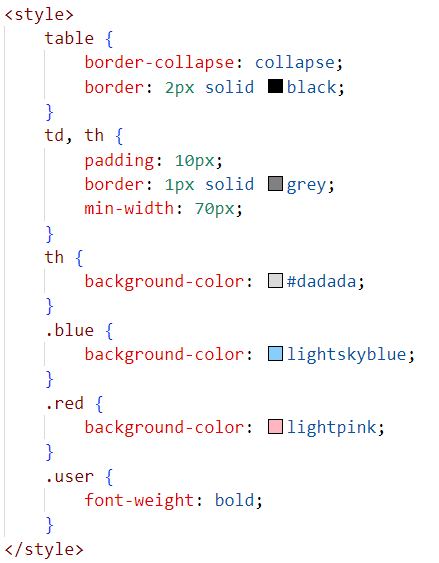 <style>
table {
border-collapse: collapse;
border: 2px solid black;
}
td, th {
padding: 10px;
border: 1px solid grey;
min-width: 70px;
}
th {
background-color: #dadada;
}
.blue {
background-color: lightskyblue;
}
.red {
background-color: lightpink;
}
.user {
font-weight: bold;
}
</style>